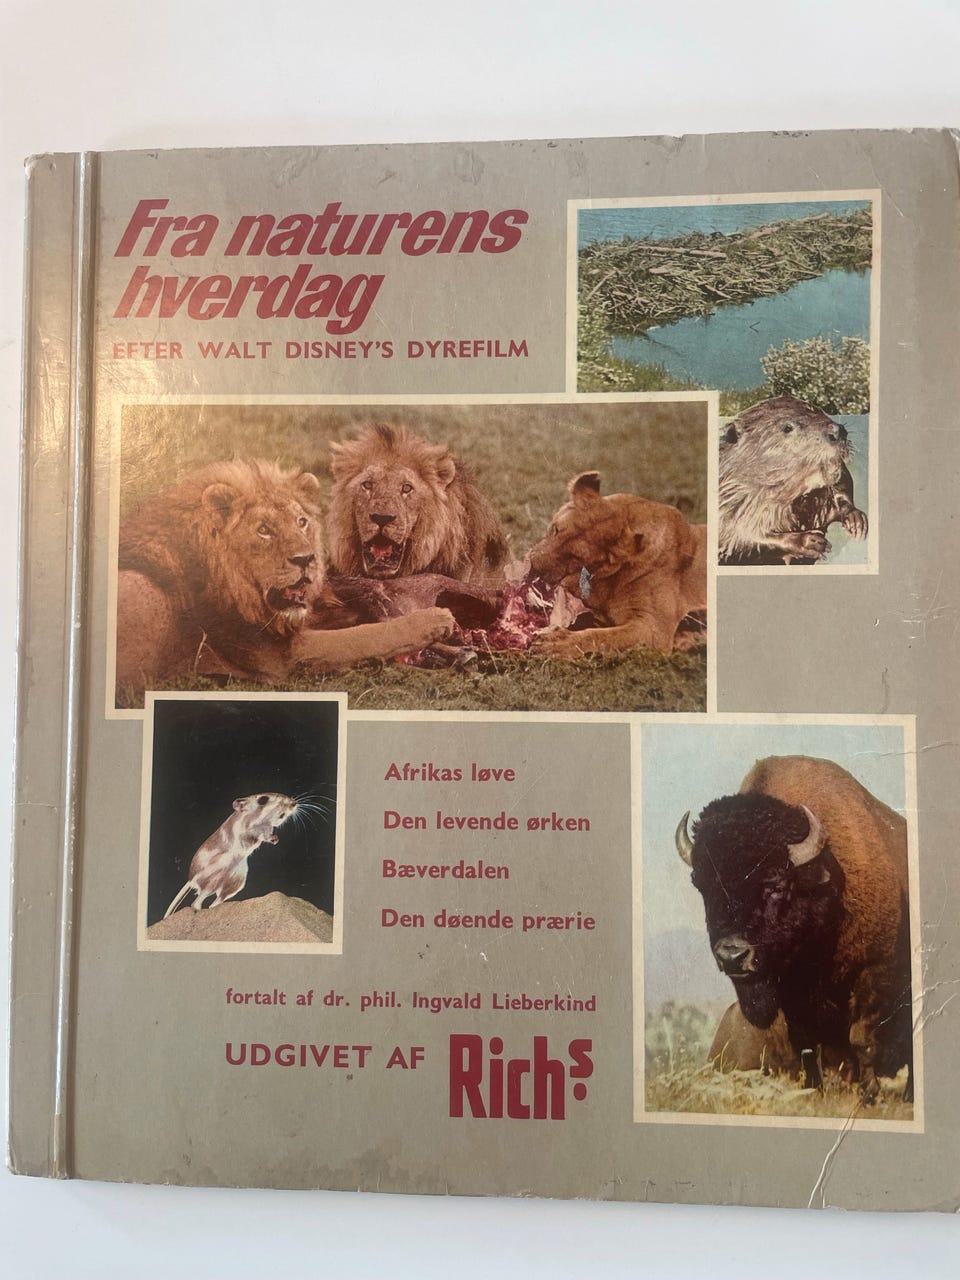 Fra naturens
hverdag
EFTER WALT DISNEY'S DYREFILM
Afrikas løve
Den levende ørken
Bæverdalen
Den døende prærie
fortalt af dr. phil. Ingvald Lieberkind
UDGIVET AF Richs.